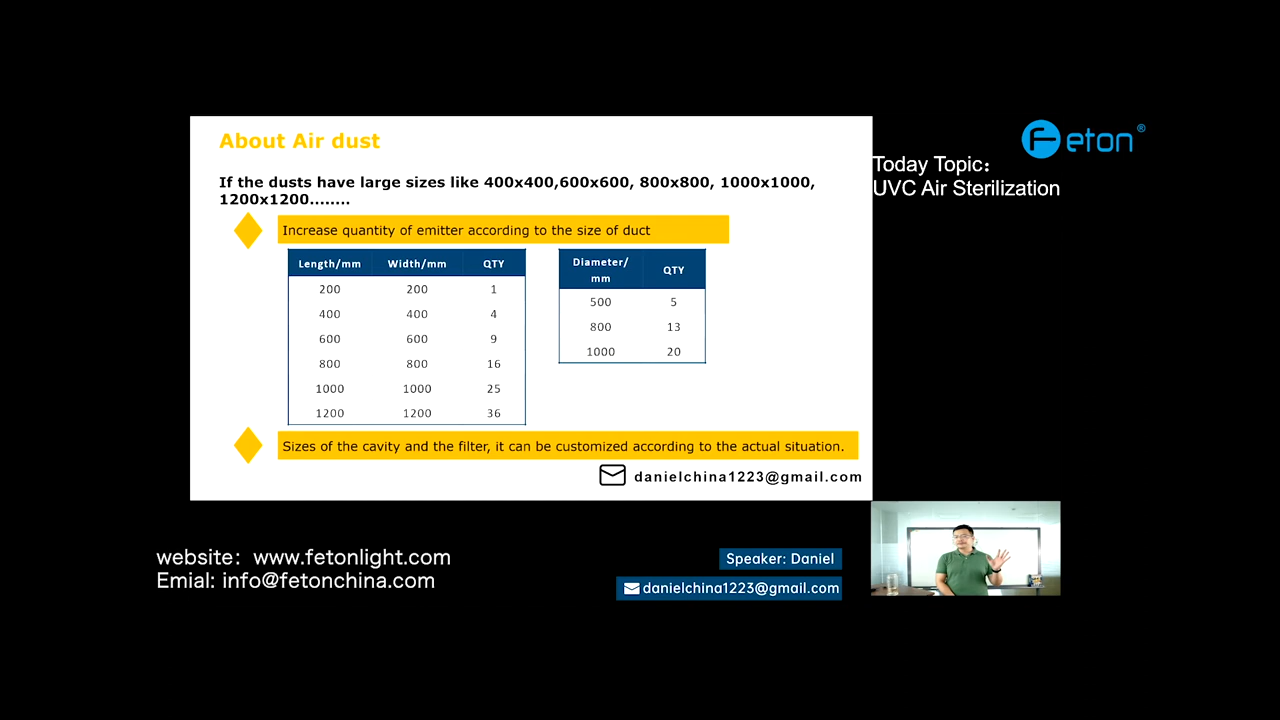 About Air dust
If the dusts have large sizes like 400x400,600x600, 800x800, 1000x1000,
1200x1200........
Increase quantity of emitter according to the size of duct
Length/mm Width/mm QTY
200 200 1
400 400 4
600 600 9
800 800 16
1000 1000 25
1200 1200 36
Diameter/
mm QTY
500 5
800 13
1000 20
Sizes of the cavity and the filter, it can be customized according to the actual situation.
danielchina1223@gmail.com
Feton®
Today Topic：
UVC Air Sterilization
website：www.fetonlight.com
Emial: info@fetonchina.com
Speaker: Daniel
danielchina1223@gmail.com